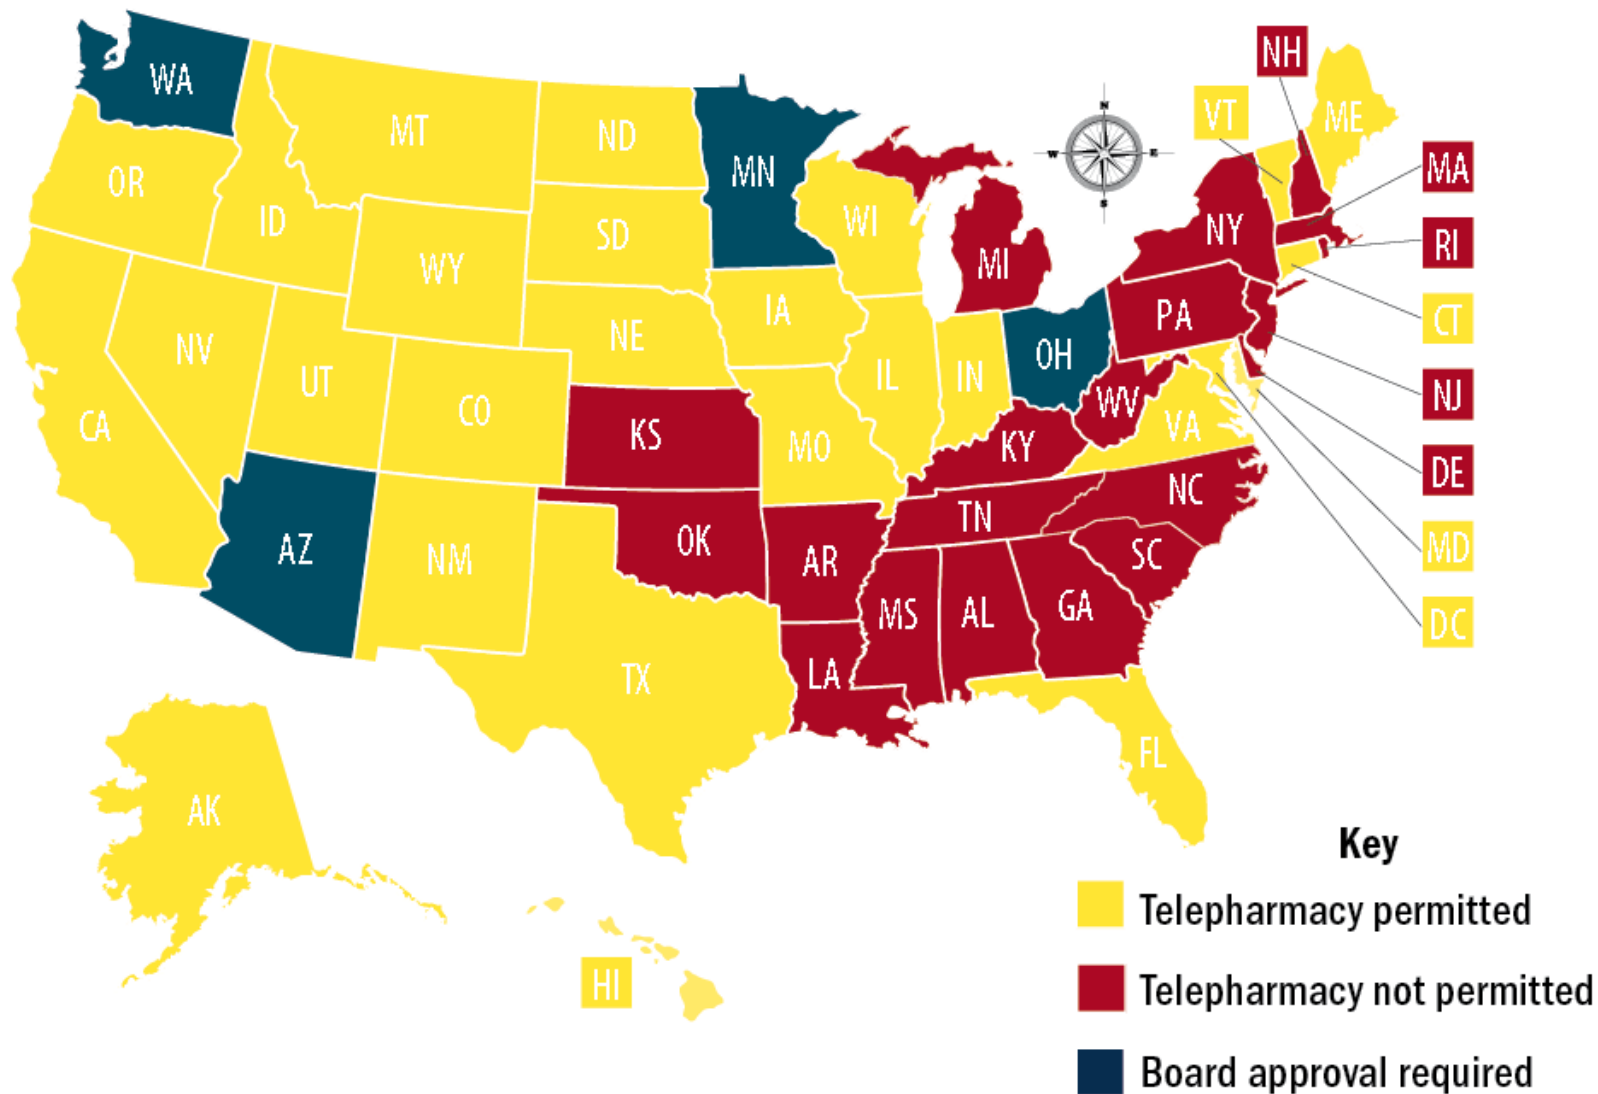 NH
WA
VT
ME
MT
ND
MN
MA
OR
ID
WI
NY
SD
RI
WY
MI
IA
PA
CT
NE
NV
OH
UT
IL
IN
NJ
CO
WV
CA
KS
MO
KY
VA
DE
NC
TN
OK
MD
AZ
NM
AR
SC
MS
AL
GA
DC
TX
LA
FL
AK
HI
N
W
E
S
Key
Telepharmacy permitted
Telepharmacy not permitted
Board approval required